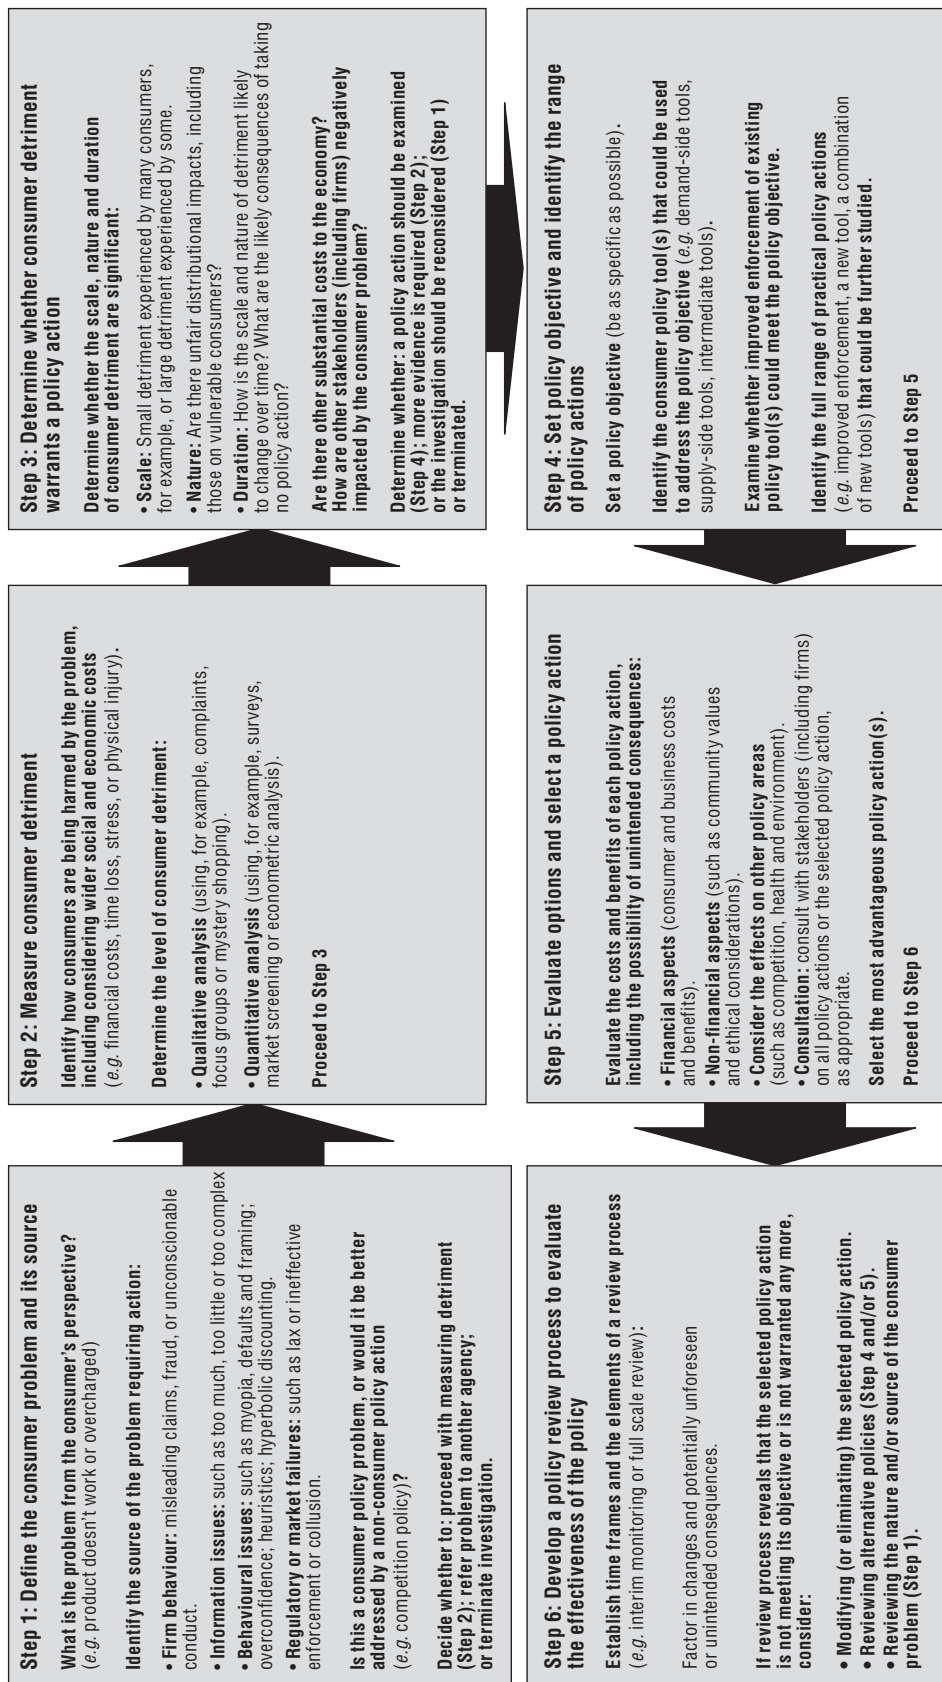 Step 1: Define the consumer problem and its source
What is the problem from the consumer's perspective?
(e.g. product doesn't work or overcharged)
Identify the source of the problem requiring action:
• Firm behaviour: misleading claims, fraud, or unconscionable
conduct.
• Information issues: such as too much, too little or too complex
• Behavioural issues: such as myopia, defaults and framing;
overconfidence; heuristics; hyperbolic discounting.
• Regulatory or market failures: such as lax or ineffective
enforcement or collusion.
Is this a consumer policy problem, or would it be better
addressed by a non-consumer policy action
(e.g. competition policy)?
Decide whether to: proceed with measuring detriment
(Step 2); refer problem to another agency;
or terminate investigation.
Step 2: Measure consumer detriment
Identify how consumers are being harmed by the problem,
including considering wider social and economic costs
(e.g. financial costs, time loss, stress, or physical injury).
Determine the level of consumer detriment:
• Qualitative analysis (using, for example, complaints,
focus groups or mystery shopping).
• Quantitative analysis (using, for example, surveys,
market screening or econometric analysis).
Proceed to Step 3
Step 3: Determine whether consumer detriment
warrants a policy action
Determine whether the scale, nature and duration
of consumer detriment are significant:
• Scale: Small detriment experienced by many consumers,
for example, or large detriment experienced by some.
• Nature: Are there unfair distributional impacts, including
those on vulnerable consumers?
• Duration: How is the scale and nature of detriment likely
to change over time? What are the likely consequences of taking
no policy action?
Are there other substantial costs to the economy?
How are other stakeholders (including firms) negatively
impacted by the consumer problem?
Determine whether: a policy action should be examined
(Step 4); more evidence is required (Step 2);
or the investigation should be reconsidered (Step 1)
or terminated.
Step 4: Set policy objective and identify the range
of policy actions
Set a policy objective (be as specific as possible).
Identify the consumer policy tool(s) that could be used
to address the policy objective (e.g. demand-side tools,
supply-side tools, intermediate tools).
Examine whether improved enforcement of existing
policy tool(s) could meet the policy objective.
Identify the full range of practical policy actions
(e.g. improved enforcement, a new tool, a combination
of new tools) that could be further studied.
Proceed to Step 5
Step 5: Evaluate options and select a policy action
Evaluate the costs and benefits of each policy action,
including the possibility of unintended consequences:
• Financial aspects (consumer and business costs
and benefits).
• Non-financial aspects (such as community values
and ethical considerations).
• Consider the effects on other policy areas
(such as competition, health and environment).
• Consultation: consult with stakeholders (including firms)
on all policy actions or the selected policy action,
as appropriate.
Select the most advantageous policy action(s).
Proceed to Step 6
Step 6: Develop a policy review process to evaluate
the effectiveness of the policy
Establish time frames and the elements of a review process
(e.g. interim monitoring or full scale review):
Factor in changes and potentially unforeseen
or unintended consequences.
If review process reveals that the selected policy action
is not meeting its objective or is not warranted any more,
consider:
• Modifying (or eliminating) the selected policy action.
• Reviewing alternative policies (Step 4 and/or 5).
• Reviewing the nature and/or source of the consumer
problem (Step 1).